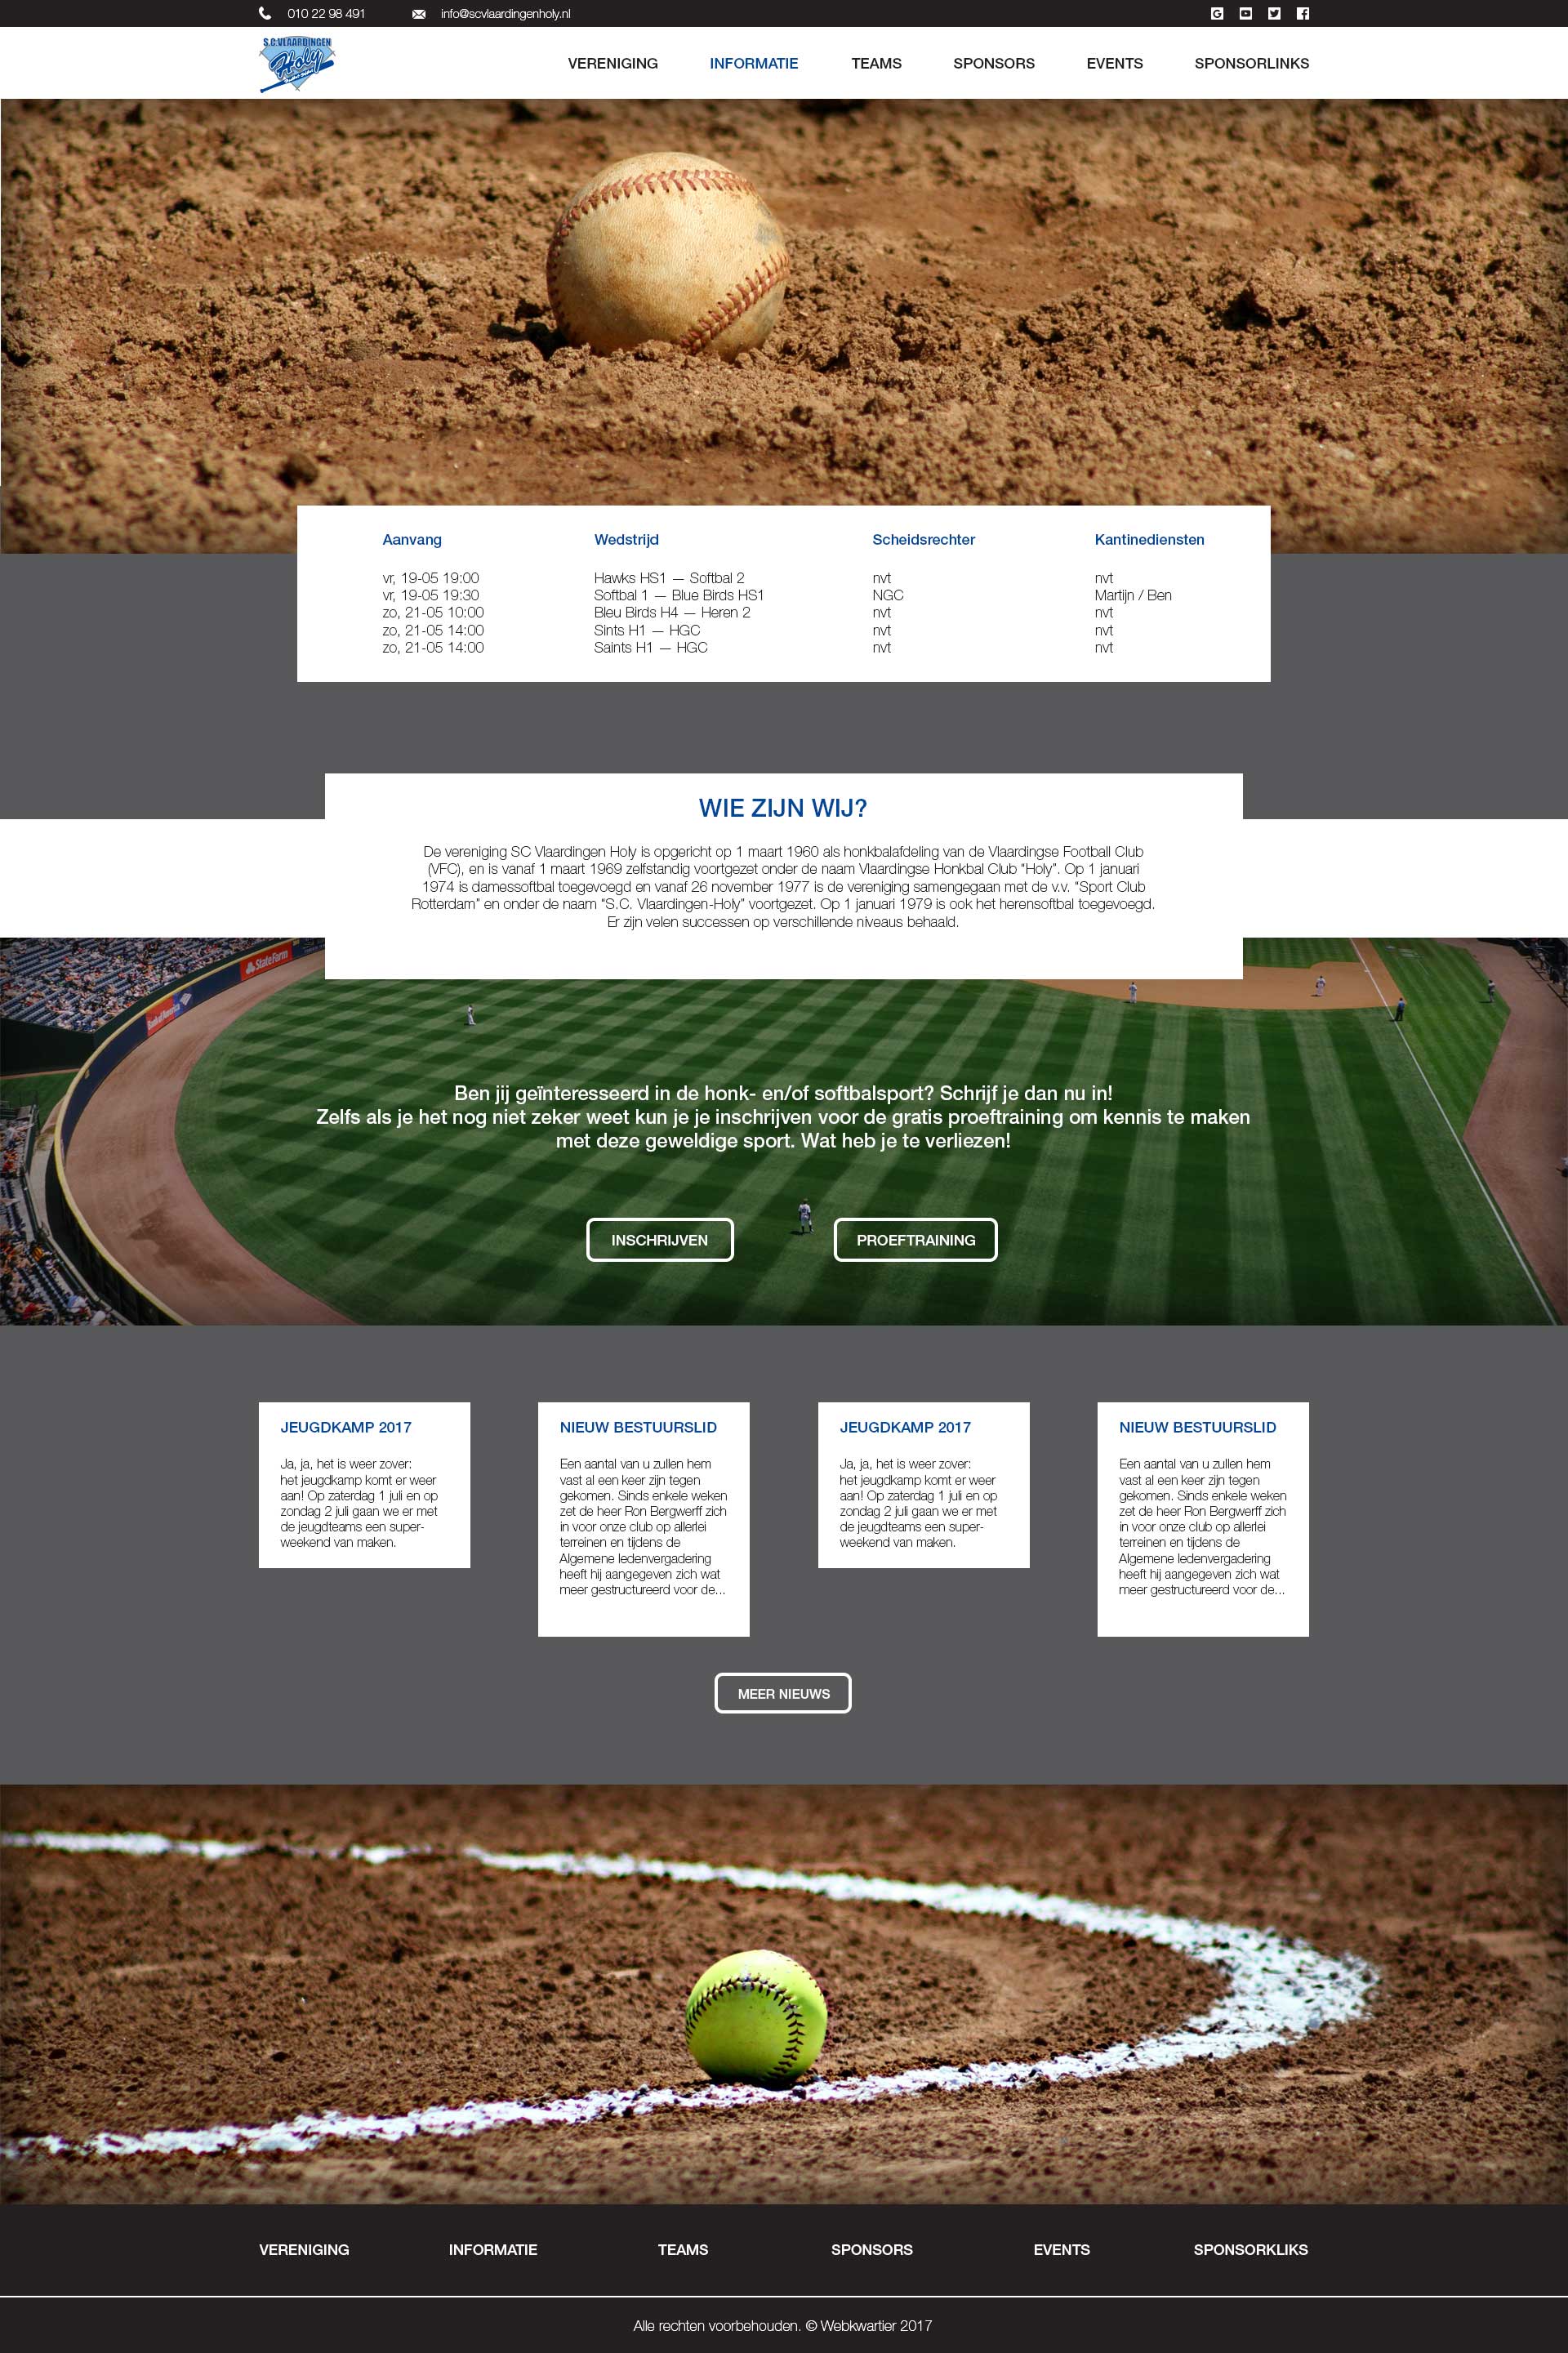 010 22 98 491 info@scvlaardingenholy.nl
S.C. VLAARDINGEN
Holy
VERENIGING INFORMATIE TEAMS SPONSORS EVENTS SPONSORLINKS
Aanvang Wedstrijd Scheidsrechter Kantinediensten
vr, 19-05 19:00 Hawks HS1 — Softbal 2 nvt nvt
vr, 19-05 19:30 Softbal 1 — Blue Birds HS1 NGC Martijn / Ben
zo, 21-05 10:00 Bleu Birds H4 — Heren 2 nvt nvt
zo, 21-05 14:00 Sints H1 — HGC nvt nvt
zo, 21-05 14:00 Saints H1 — HGC nvt nvt
WIE ZIJN WIJ?
De vereniging SC Vlaardingen Holy is opgericht op 1 maart 1960 als honkbalafdeling van de Vlaardingse Football Club
(VFC), en is vanaf 1 maart 1969 zelfstandig voortgezet onder de naam Vlaardingse Honkbal Club “Holy”. Op 1 januari
1974 is damessoftbal toegevoegd en vanaf 26 november 1977 is de vereniging samengegaan met de v.v. “Sport Club
Rotterdam” en onder de naam “S.C. Vlaardingen-Holy” voortgezet. Op 1 januari 1979 is ook het herensoftbal toegevoegd.
Er zijn velen successen op verschillende niveaus behaald.
StateForm
Bank of America
Ben jij geïnteresseerd in de honk- en/of softbalsport? Schrijf je dan nu in!
Zelfs als je het nog niet zeker weet kun je je inschrijven voor de gratis proeftraining om kennis te maken
met deze geweldige sport. Wat heb je te verliezen!
INSCHRIJVEN PROEFTRAINING
JEUGDKAMP 2017
Ja, ja, het is weer zover:
het jeugdkamp komt er weer
aan! Op zaterdag 1 juli en op
zondag 2 juli gaan we er met
de jeugdteams een super-
weekend van maken.
NIEUW BESTUURSLID
Een aantal van u zullen hem
vast al een keer zijn tegen
gekomen. Sinds enkele weken
zet de heer Ron Bergwerff zich
in voor onze club op allerlei
terreinen en tijdens de
Algemene ledenvergadering
heeft hij aangegeven zich wat
meer gestructureerd voor de...
JEUGDKAMP 2017
Ja, ja, het is weer zover:
het jeugdkamp komt er weer
aan! Op zaterdag 1 juli en op
zondag 2 juli gaan we er met
de jeugdteams een super-
weekend van maken.
NIEUW BESTUURSLID
Een aantal van u zullen hem
vast al een keer zijn tegen
gekomen. Sinds enkele weken
zet de heer Ron Bergwerff zich
in voor onze club op allerlei
terreinen en tijdens de
Algemene ledenvergadering
heeft hij aangegeven zich wat
meer gestructureerd voor de...
MEER NIEUWS
VERENIGING INFORMATIE TEAMS SPONSORS EVENTS SPONSORKLIKS
Alle rechten voorbehouden. © Webkwartier 2017